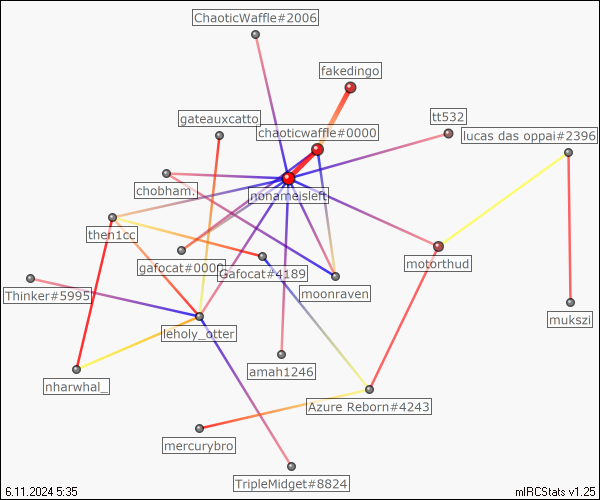 ChaoticWaffle#2006
fakedingo
gateauxcatto
tt532
chaoticwaffle#0000
lucas das oppai#2396
chobham.
nonameisleft
then1cc
gafocat#0000
Gafocat#4189
motorthud
moonraven
Thinker#5995
leholy_otter
mukszi
nharwhal_
amah1246
Azure Reborn#4243
mercurybro
TripleMidget#8824
6.11.2024 5:35
mIRCStats v1.25